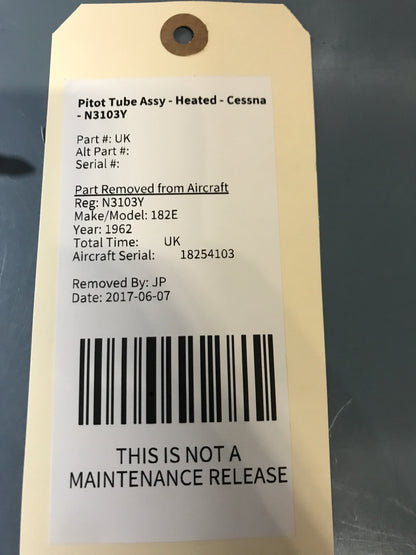 Pitot Tube Assy - Heated - Cessna
- N3103Y
Part #: UK
Alt Part #:
Serial #:
Part Removed from Aircraft
Reg: N3103Y
Make/Model: 182E
Year: 1962
Total Time: UK
Aircraft Serial: 18254103
Removed By: JP
Date: 2017-06-07
THIS IS NOT A
MAINTENANCE RELEASE